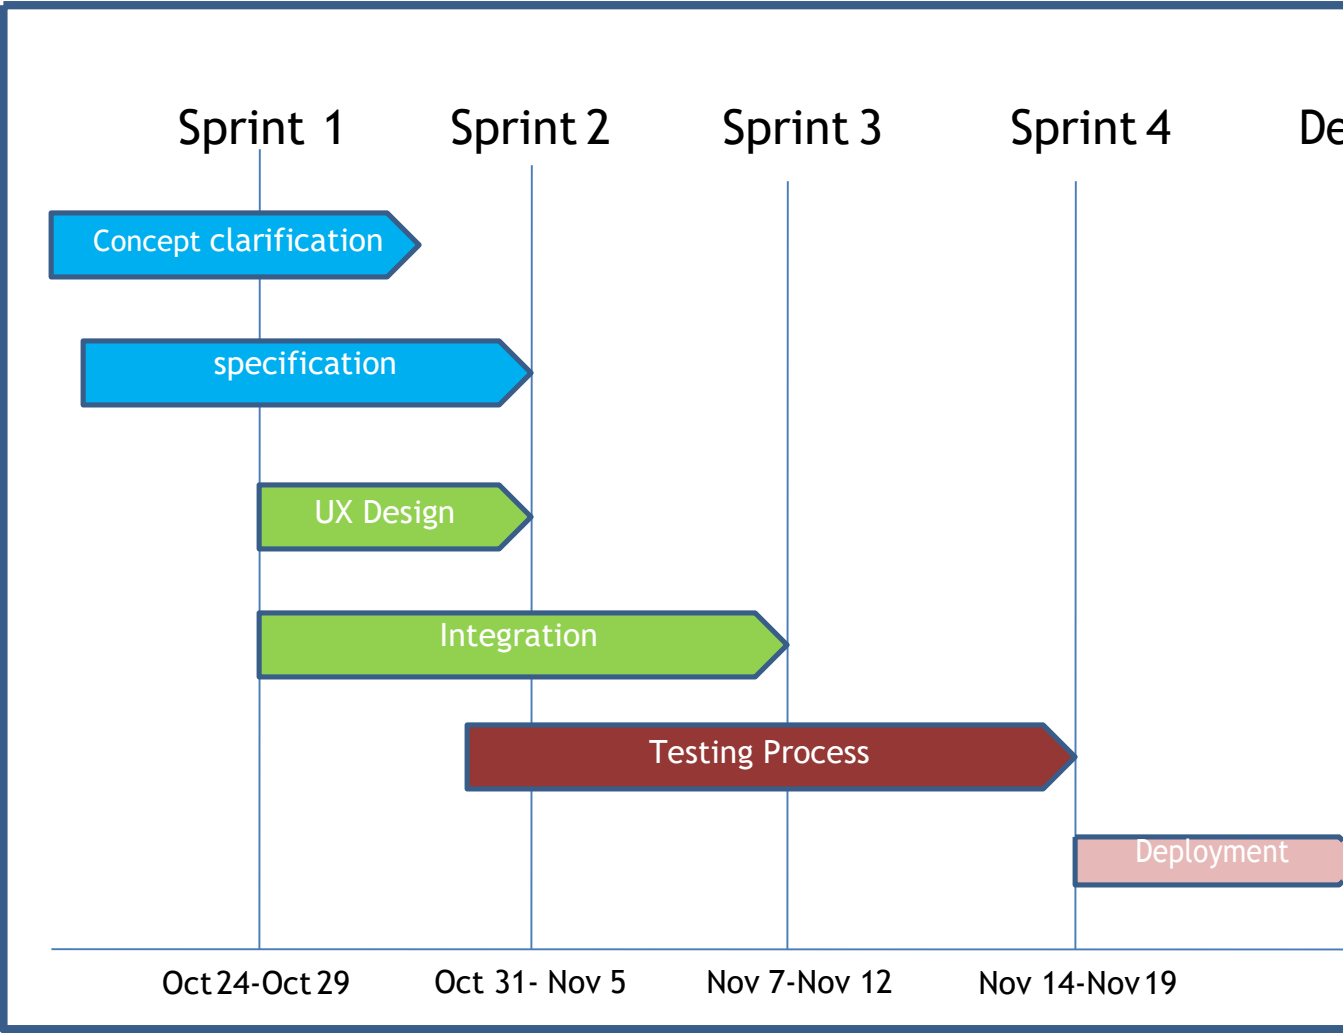 Sprint 1 Sprint 2 Sprint 3 Sprint 4 De
Concept clarification
specification
UX Design
Integration
Testing Process
Deployment
Oct 24-Oct 29 Oct 31- Nov 5 Nov 7-Nov 12 Nov 14-Nov 19